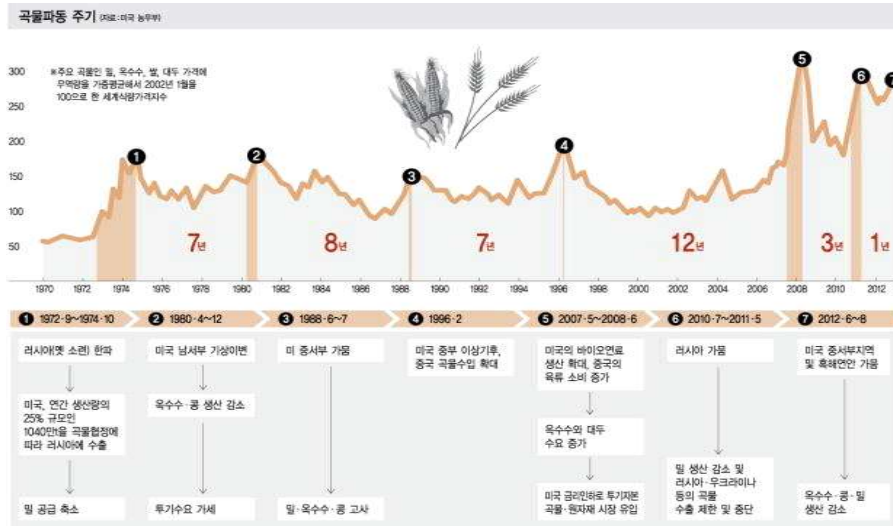 곡물파동 주기 (자료:미국 농무부)
※주요 곡물인 밀, 옥수수, 쌀, 대두 가격에
무역량을 가중평균해서 2002년 1월을
100으로 한 세계식량가격지수
300
250
200
150
100
50
1
2
3
4
5
6
7
7년
8년
7년
12년
3년
1년
1970 1972 1974 1976 1978 1980 1982 1984 1986 1988 1990 1992 1994 1996 1998 2000 2002 2004 2006 2008 2010 2012
1 1972·9~1974·10
러시아(옛 소련) 한파
미국, 연간 생산량의
25% 규모인
1040만t을 곡물협정에
따라 러시아에 수출
밀 공급 축소
2 1980·4~12
미국 남서부 기상이변
옥수수·콩 생산 감소
투기수요 가세
3 1988·6~7
미 중서부 가뭄
밀·옥수수·콩 고사
4 1996·2
미국 중부 이상기후,
중국 곡물수입 확대
5 2007·5~2008·6
미국의 바이오연료
생산 확대, 중국의
육류 소비 증가
옥수수와 대두
수요 증가
미국 금리인하로 투기자본
곡물·원자재 시장 유입
6 2010·7~2011·5
러시아 가뭄
밀 생산 감소 및
러시아·우크라이나
등의 곡물
수출 제한 및 중단
7 2012·6~8
미국 중서부지역
및 흑해연안 가뭄
옥수수·콩·밀
생산 감소